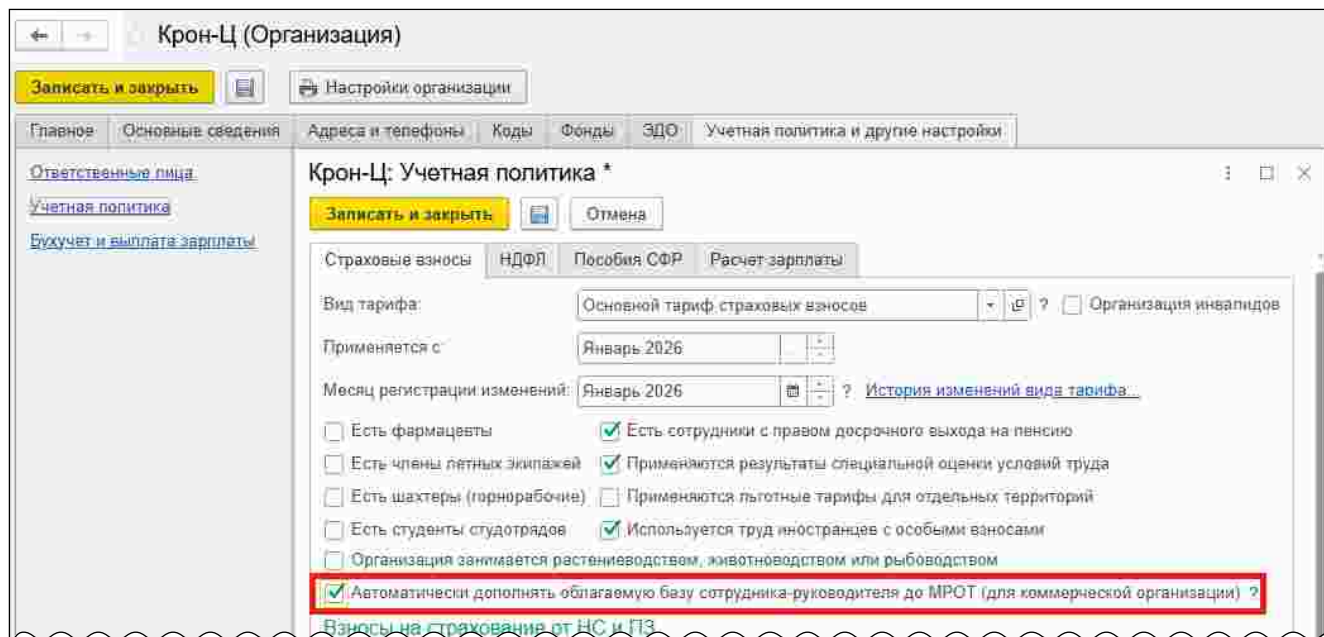 Крон-Ц (Организация)
Записать и закрыть Настройки организации
Главное Основные сведения Адреса и телефоны Коды Фонды ЭДО Учетная политика и другие настройки
Ответственные лица
Учетная политика
Бухучет и выплата зарплаты
Крон-Ц: Учетная политика *
Записать и закрыть Отмена
Страховые взносы НДФЛ Пособия СФР Расчет зарплаты
Вид тарифа: Основной тариф страховых взносов ? Организация инвалидов
Применяется с: Январь 2026
Месяц регистрации изменений: Январь 2026 ? История изменений вида тарифа...
Есть фармацевты Есть сотрудники с правом досрочного выхода на пенсию
Есть члены летных экипажей Применяются результаты специальной оценки условий труда
Есть шахтеры (горнорабочие) Применяются льготные тарифы для отдельных территорий
Есть студенты студотрядов Используется труд иностранцев с особыми взносами
Организация занимается растениеводством, животноводством или рыбоводством
Автоматически дополнять облагаемую базу сотрудника-руководителя до МРОТ (для коммерческой организации) ?
Взносы на страхование от НС и ПЗ